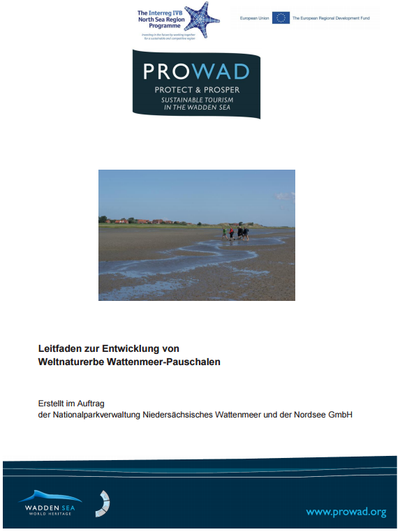 The Interreg IVB
North Sea Region
Programme
European Union
The European Regional Development Fund
PROWAD
PROTECT & PROSPER
SUSTAINABLE TOURISM
IN THE WADDEN SEA
Leitfaden zur Entwicklung von
Weltnaturerbe Wattenmeer-Pauschalen
Erstellt im Auftrag
der Nationalparkverwaltung Niedersächsisches Wattenmeer und der Nordsee GmbH
WADDEN SEA
WORLD HERITAGE
www.prowad.org